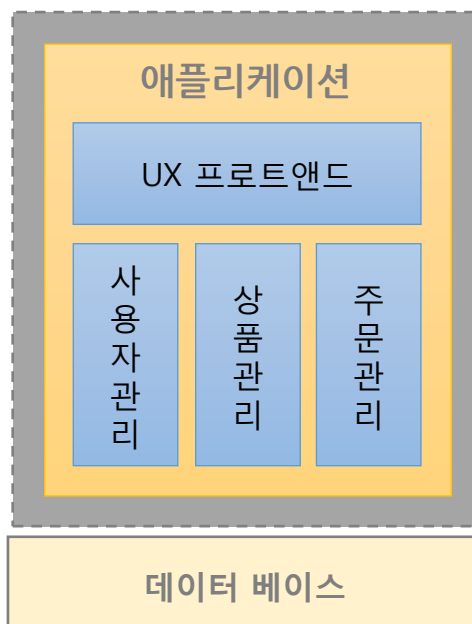 애플리케이션
UX 프로트앤드
사용자관리
상품관리
주문관리
데이터 베이스